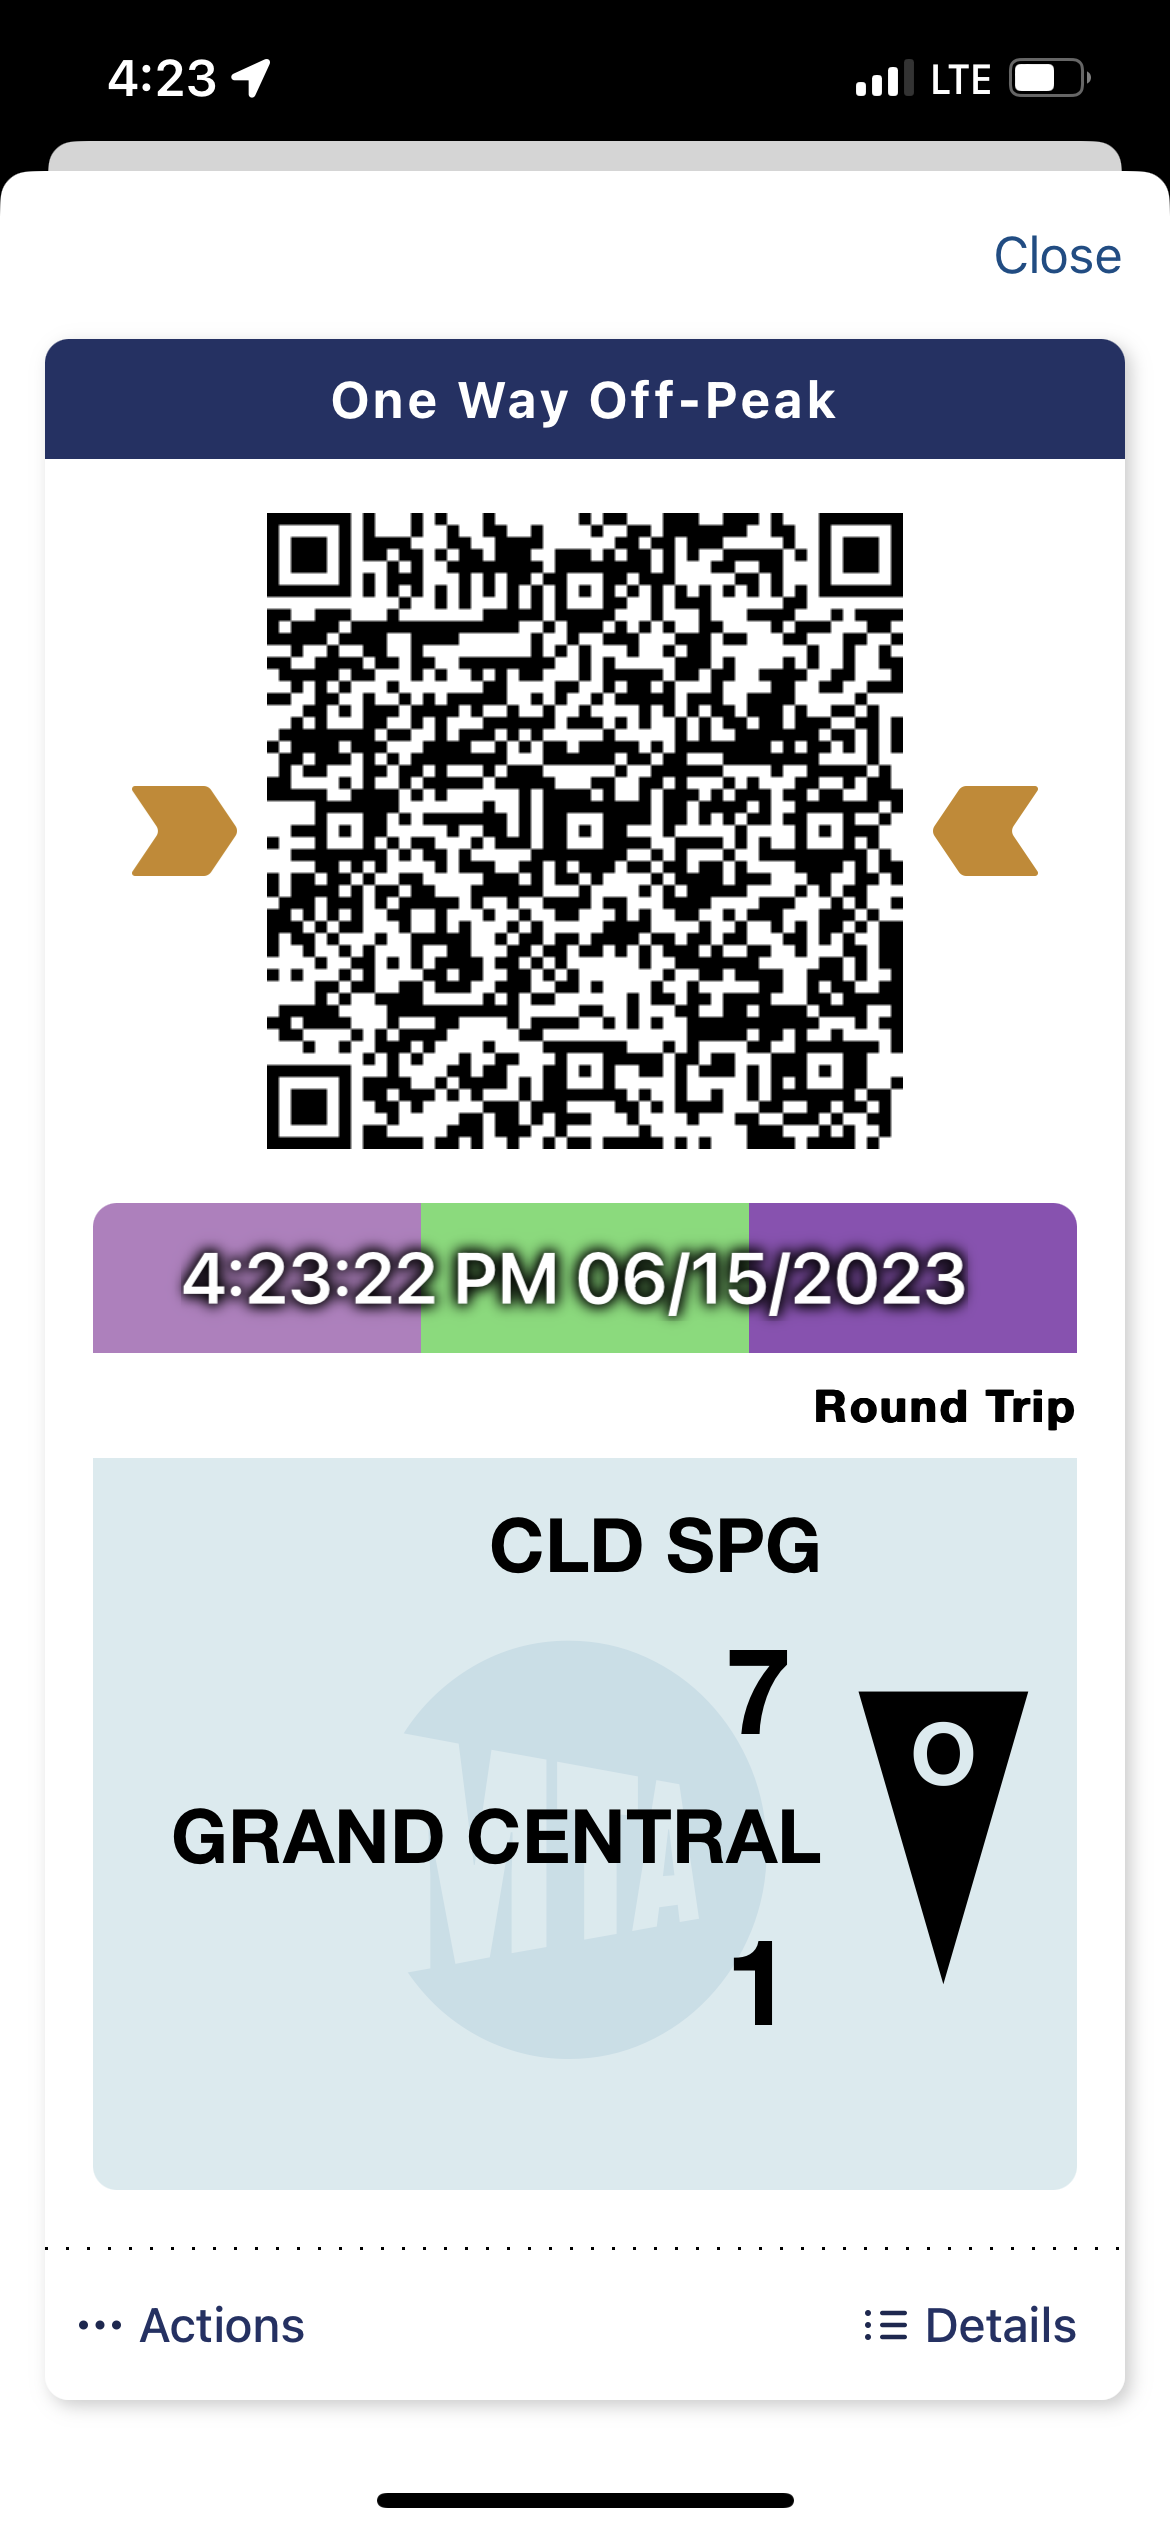 4:23 LTE
Close
One Way Off-Peak
4:23:22 PM 06/15/2023
Round Trip
CLD SPG
7
O
MTA
GRAND CENTRAL
1
Actions
Details